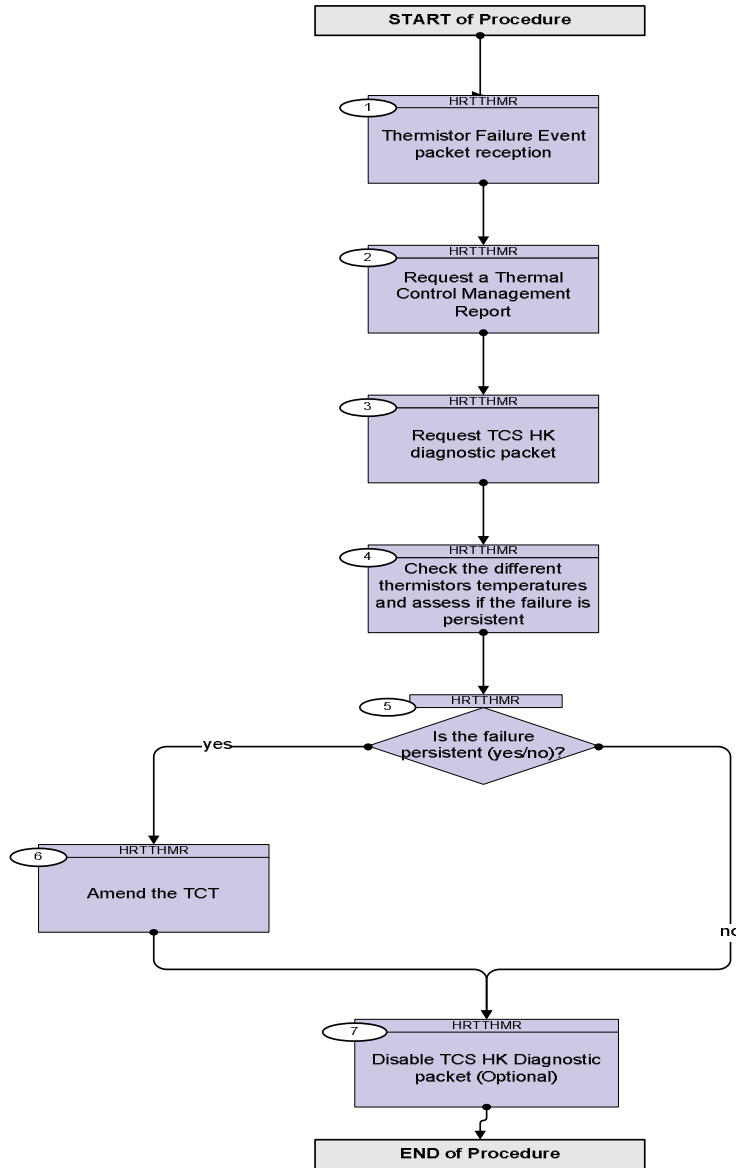 START of Procedure
HRTTHMR
1
Thermistor Failure Event
packet reception
HRTTHMR
2
Request a Thermal
Control Management
Report
HRTTHMR
3
Request TCS HK
diagnostic packet
HRTTHMR
4
Check the different
thermistors temperatures
and assess if the failure is
persistent
HRTTHMR
5
Is the failure
persistent (yes/no)?
yes
HRTTHMR
6
Amend the TCT
no
HRTTHMR
7
Disable TCS HK Diagnostic
packet (Optional)
END of Procedure